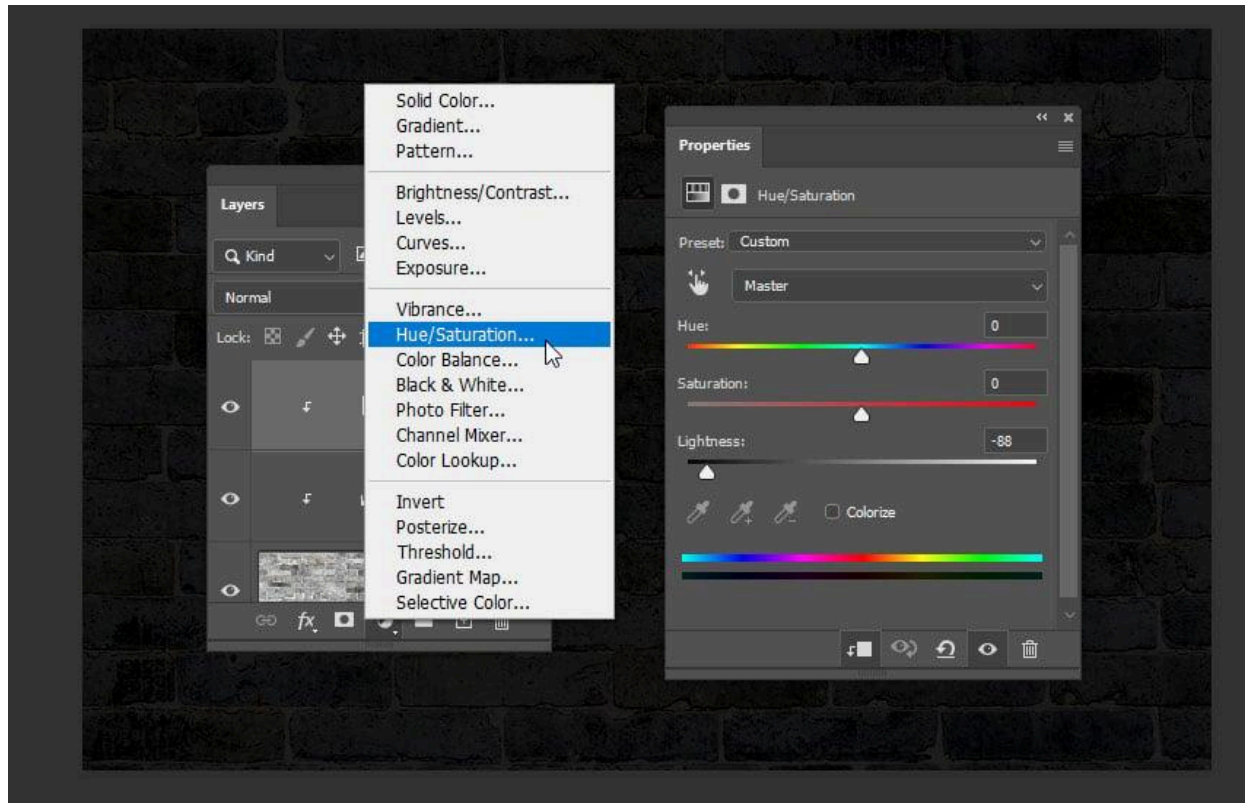 Solid Color...
Gradient...
Pattern...
Brightness/Contrast...
Levels...
Curves...
Exposure...
Vibrance...
Hue/Saturation...
Color Balance...
Black & White...
Photo Filter...
Channel Mixer...
Color Lookup...
Invert
Posterize...
Threshold...
Gradient Map...
Selective Color...
Layers
Kind
Normal
Lock:
fx
Properties
Hue/Saturation
Preset: Custom
Master
Hue: 0
Saturation: 0
Lightness: -88
Colorize